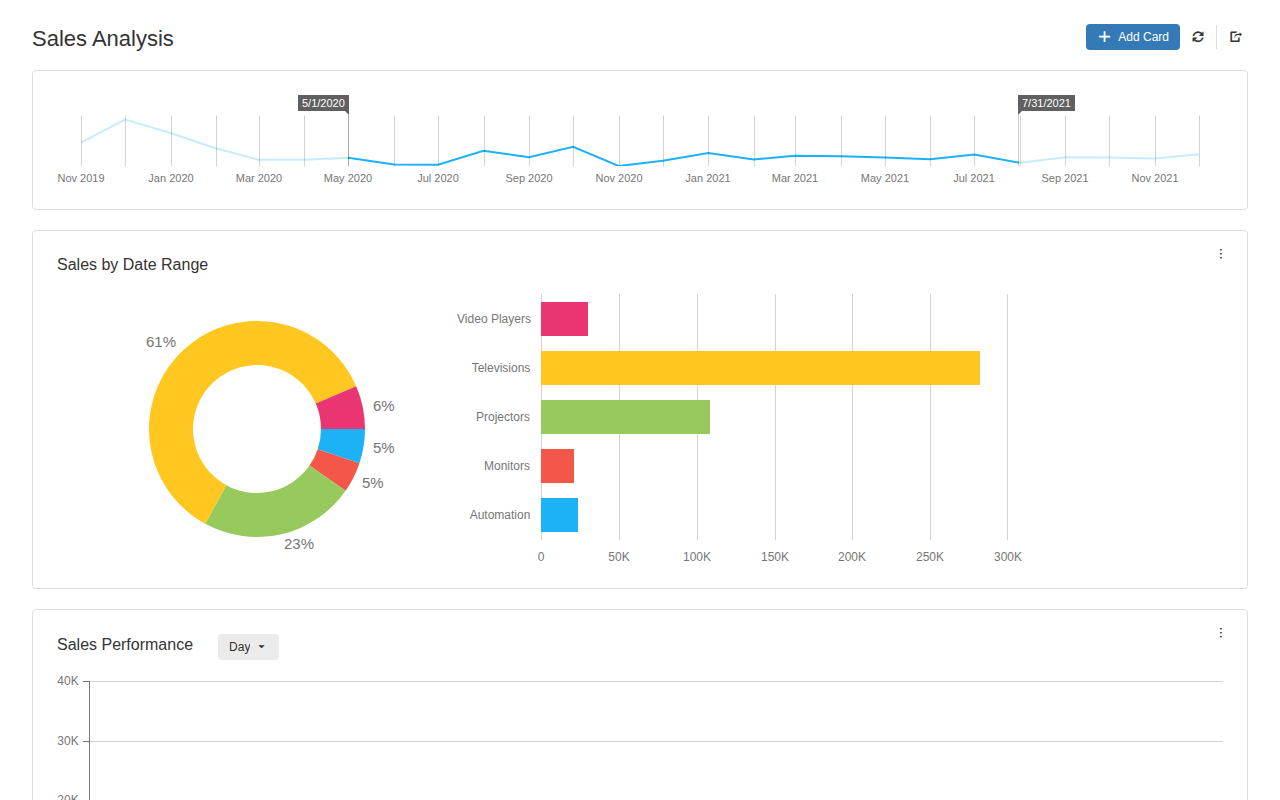 Sales Analysis
Add Card
5/1/2020
7/31/2021
Nov 2019
Jan 2020
Mar 2020
May 2020
Jul 2020
Sep 2020
Nov 2020
Jan 2021
Mar 2021
May 2021
Jul 2021
Sep 2021
Nov 2021
Sales by Date Range
61%
6%
5%
5%
23%
Video Players
Televisions
Projectors
Monitors
Automation
0
50K
100K
150K
200K
250K
300K
Sales Performance
Day
40K
30K
20K